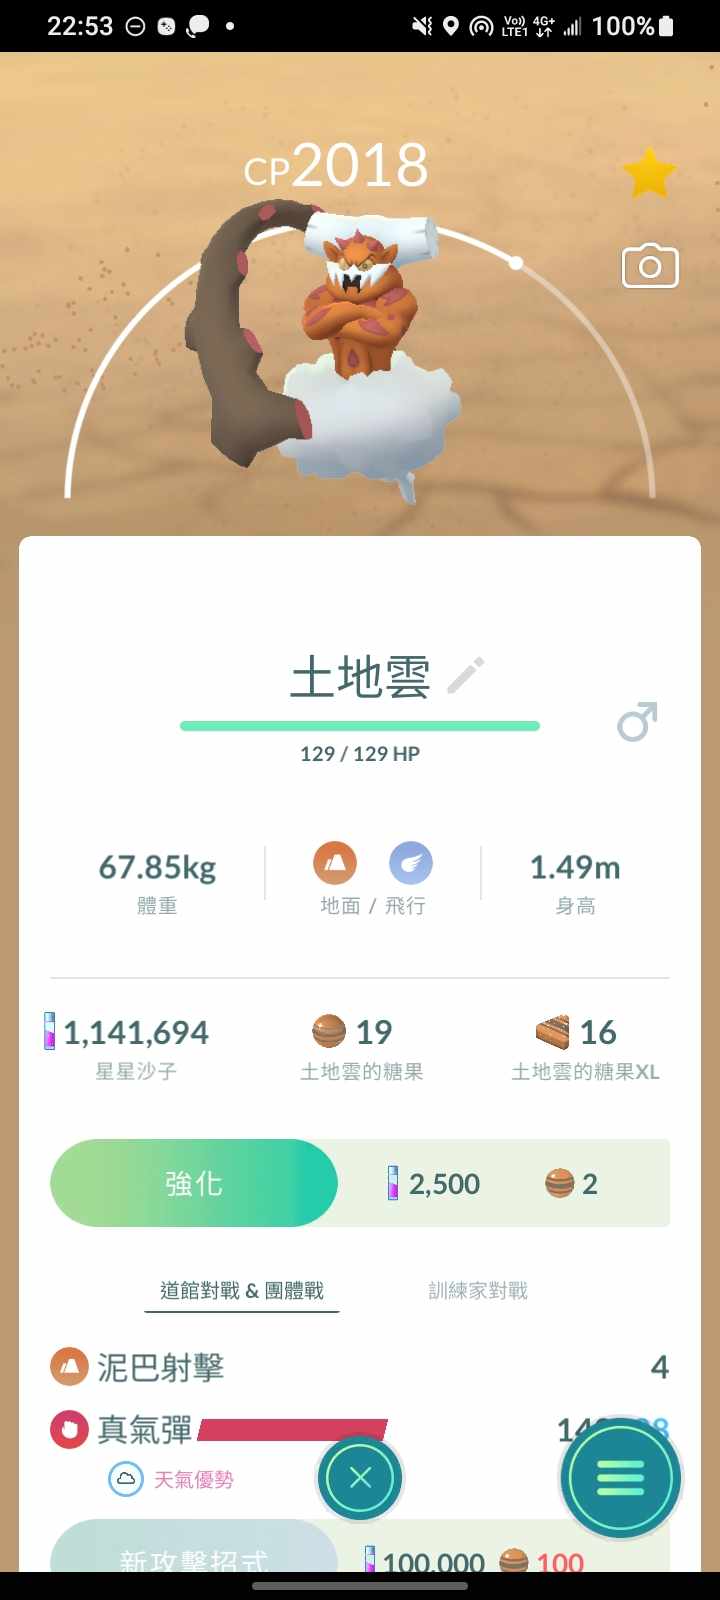 22:53 Vo)) LTE1 4G+ 100%
CP2018
土地雲
129 / 129 HP
67.85kg 1.49m
體重 地面 / 飛行 身高
1,141,694 19 16
星星沙子 土地雲的糖果 土地雲的糖果XL
強化 2,500 2
道館對戰 & 團體戰 訓練家對戰
泥巴射擊 4
真氣彈
天氣優勢
新攻擊招式 100,000 100